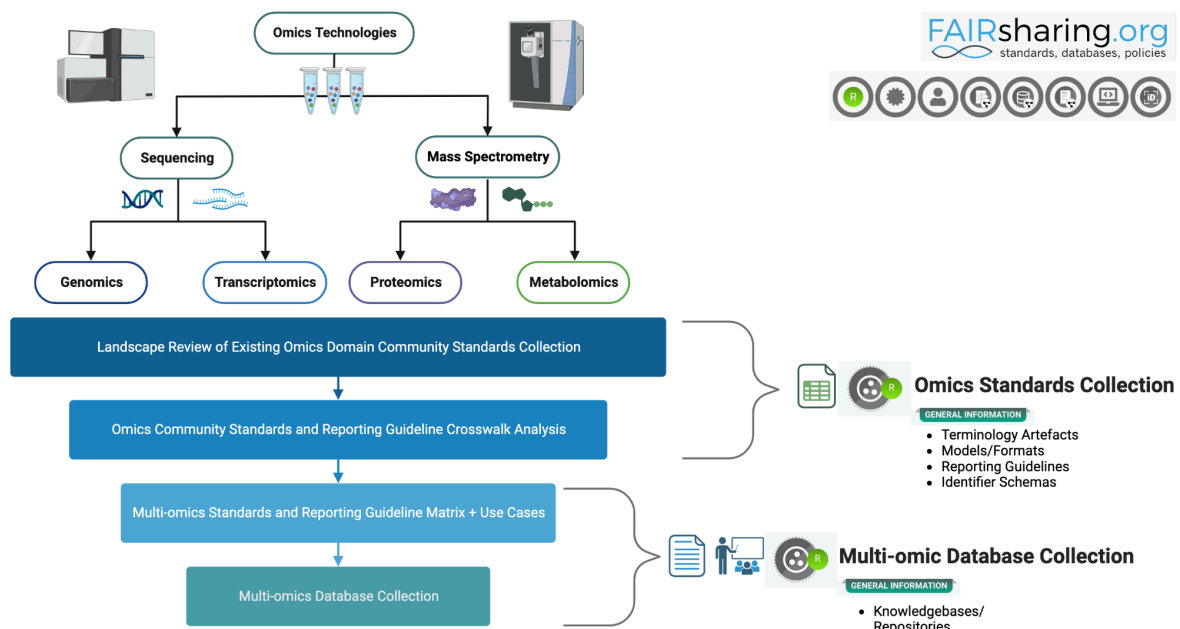 Omics Technologies
FAIRsharing.org
standards, databases, policies
R
iD
Sequencing
Mass Spectrometry
Genomics
Transcriptomics
Proteomics
Metabolomics
Landscape Review of Existing Omics Domain Community Standards Collection
Omics Community Standards and Reporting Guideline Crosswalk Analysis
R
Omics Standards Collection
GENERAL INFORMATION
Terminology Artefacts
Models/Formats
Reporting Guidelines
Identifier Schemas
Multi-omics Standards and Reporting Guideline Matrix + Use Cases
Multi-omics Database Collection
R
Multi-omic Database Collection
GENERAL INFORMATION
Knowledgebases/
Repositories